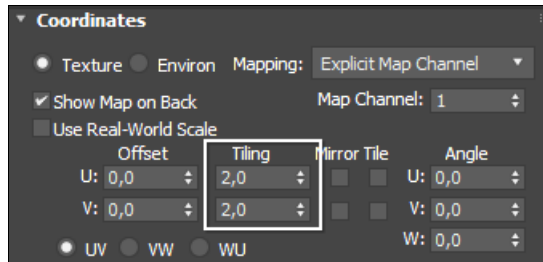 Coordinates
Texture Environ Mapping: Explicit Map Channel
Show Map on Back Map Channel: 1
Use Real-World Scale
Offset Tiling Mirror Tile Angle
U: 0,0 2,0 U: 0,0
V: 0,0 2,0 V: 0,0
UV VW WU W: 0,0